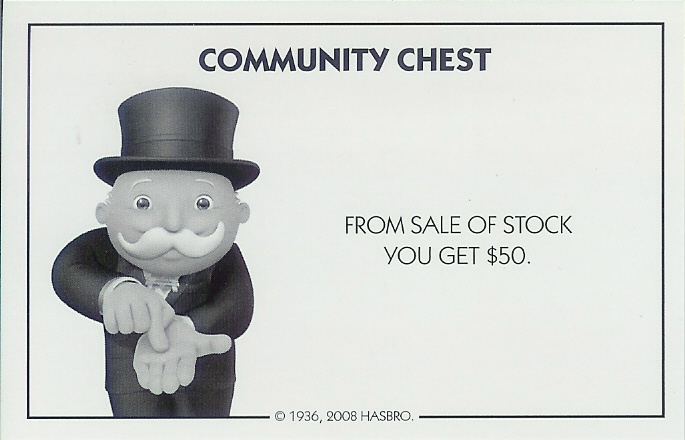 COMMUNITY CHEST
FROM SALE OF STOCK
YOU GET $50.
© 1936, 2008 HASBRO.